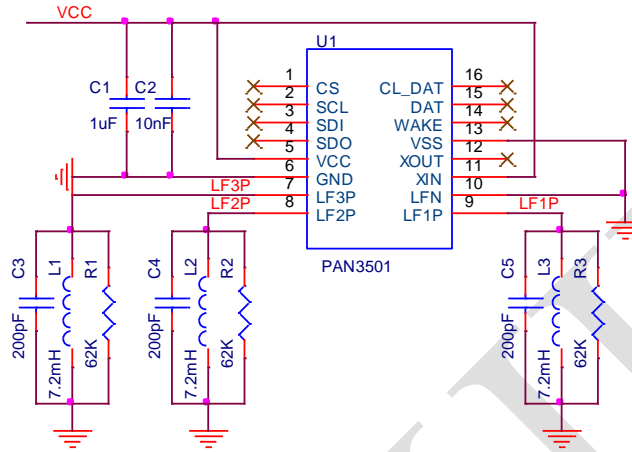 VCC
U1
1 CS CL_DAT 16
2 SCL DAT 15
3 SDI WAKE 14
4 SDO VSS 13
5 VCC XOUT 12
6 GND XIN 11
7 LF3P LFN 10
8 LF2P LF1P 9
C1 C2
1uF 10nF
LF3P
LF2P
LF1P
PAN3501
C3 L1 R1
200pF 7.2mH 62K
C4 L2 R2
200pF 7.2mH 62K
C5 L3 R3
200pF 7.2mH 62K